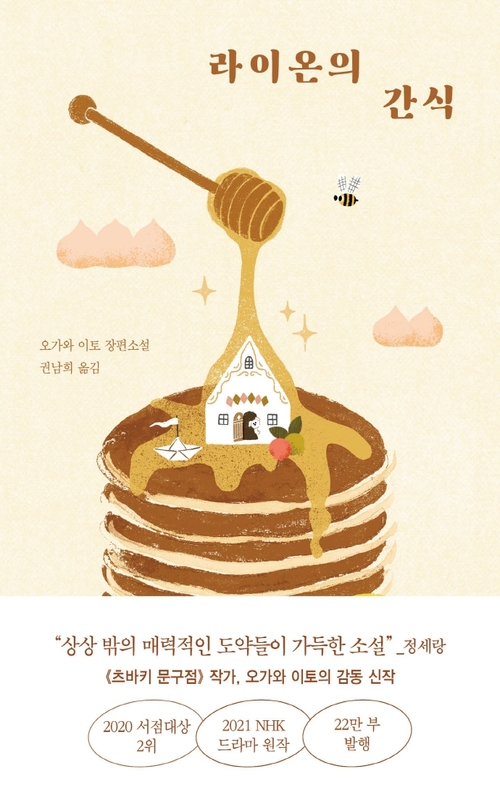 라이온의
간식
오가와 이토 장편소설
권남희 옮김
“상상 밖의 매력적인 도약들이 가득한 소설”_정세랑
《츠바키 문구점》 작가, 오가와 이토의 감동 신작
2020 서점대상
2위
2021 NHK
드라마 원작
22만 부
발행